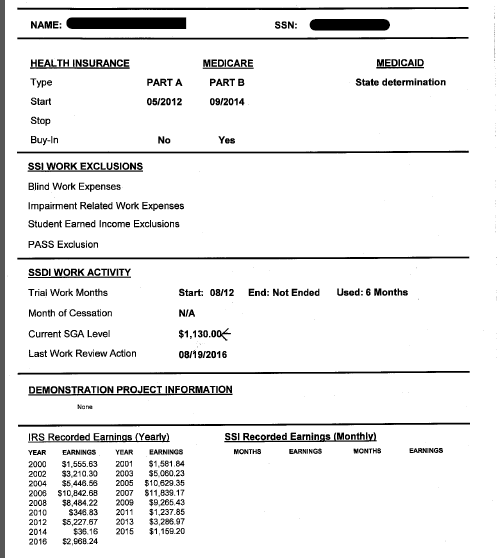 NAME: SSN:
HEALTH INSURANCE MEDICARE MEDICAID
Type PART A PART B State determination
Start 05/2012 09/2014
Stop
Buy-In No Yes
SSI WORK EXCLUSIONS
Blind Work Expenses
Impairment Related Work Expenses
Student Earned Income Exclusions
PASS Exclusion
SSDI WORK ACTIVITY
Trial Work Months Start: 08/12 End: Not Ended Used: 6 Months
Month of Cessation N/A
Current SGA Level $1,130.00
Last Work Review Action 08/19/2016
DEMONSTRATION PROJECT INFORMATION
None
IRS Recorded Earnings (Yearly) SSI Recorded Earnings (Monthly)
YEAR EARNINGS YEAR EARNINGS MONTHS EARNINGS MONTHS EARNINGS
2000 $1,555.63 2001 $1,581.84
2002 $3,210.30 2003 $5,060.23
2004 $5,446.56 2005 $10,629.35
2006 $10,842.68 2007 $11,839.17
2008 $8,484.22 2009 $9,265.43
2010 $346.83 2011 $1,237.85
2012 $5,227.67 2013 $3,286.97
2014 $36.16 2015 $1,159.20
2016 $2,968.24